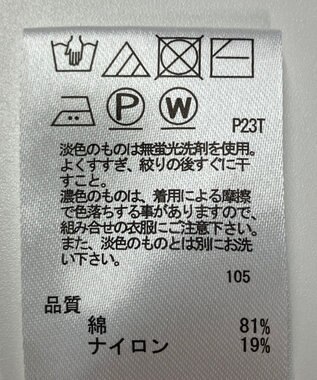 P W P23T
淡色のものは無蛍光洗剤を使用。
よくすすぎ、絞りの後すぐに干
すこと。
濃色のものは、着用による摩擦
で色落ちする事がありますので、
組み合せの衣服にご注意下さい。
また、淡色のものとは別にお洗
い下さい。
105
品質
綿 81%
ナイロン 19%